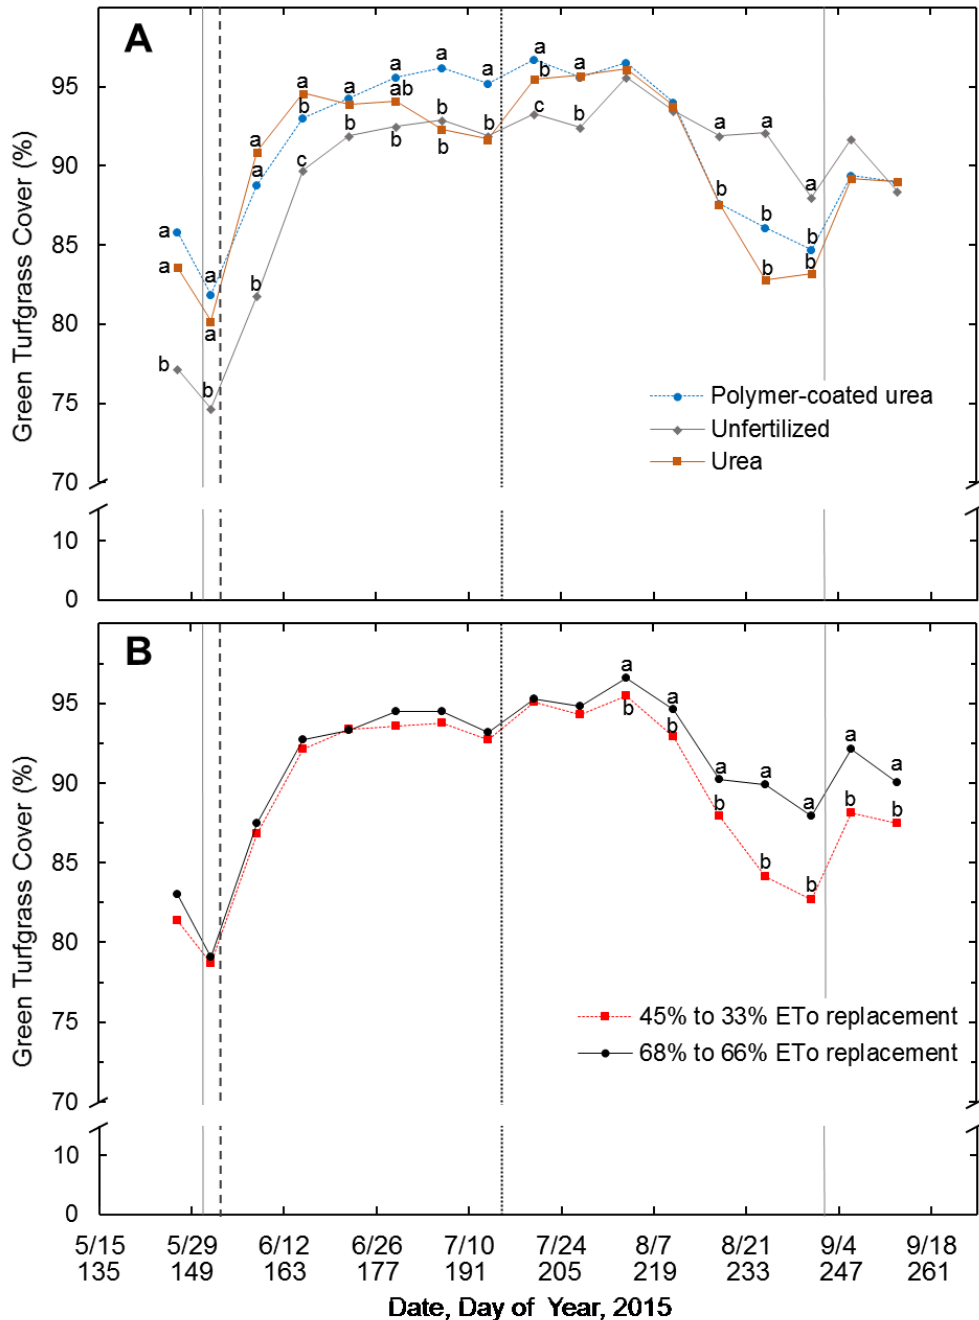 A
Green Turfgrass Cover (%)
95
90
85
80
75
70
10
0
a a b
a a b
a a b
a b c
a b
a ab b
a b b
a b
a b c
a b
a b
a b b
a b b
Polymer-coated urea
Unfertilized
Urea
B
Green Turfgrass Cover (%)
95
90
85
80
75
70
10
0
a b
a b
a b
a b
a b
a b
a b
45% to 33% ETo replacement
68% to 66% ETo replacement
5/15 5/29 6/12 6/26 7/10 7/24 8/7 8/21 9/4 9/18
135 149 163 177 191 205 219 233 247 261
Date, Day of Year, 2015